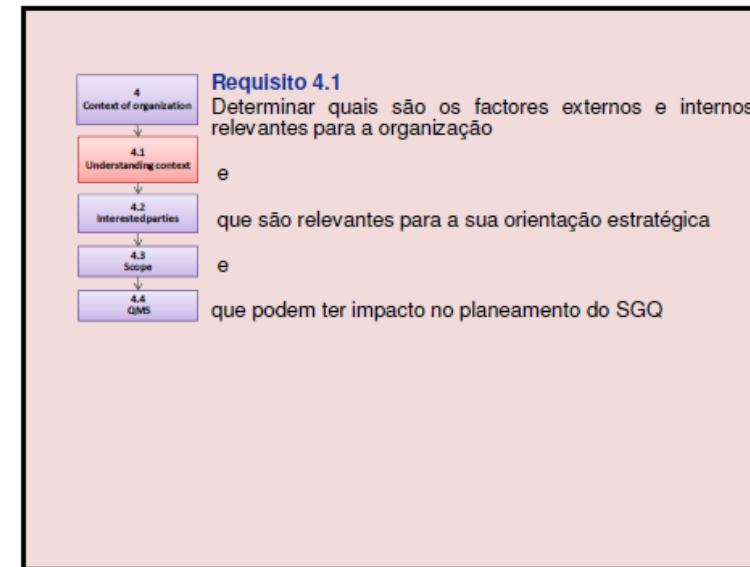 4
Context of organization
4.1
Understanding context
4.2
Interested parties
4.3
Scope
4.4
QMS
Requisito 4.1
Determinar quais são os factores externos e internos
relevantes para a organização
e
que são relevantes para a sua orientação estratégica
e
que podem ter impacto no planeamento do SGQ